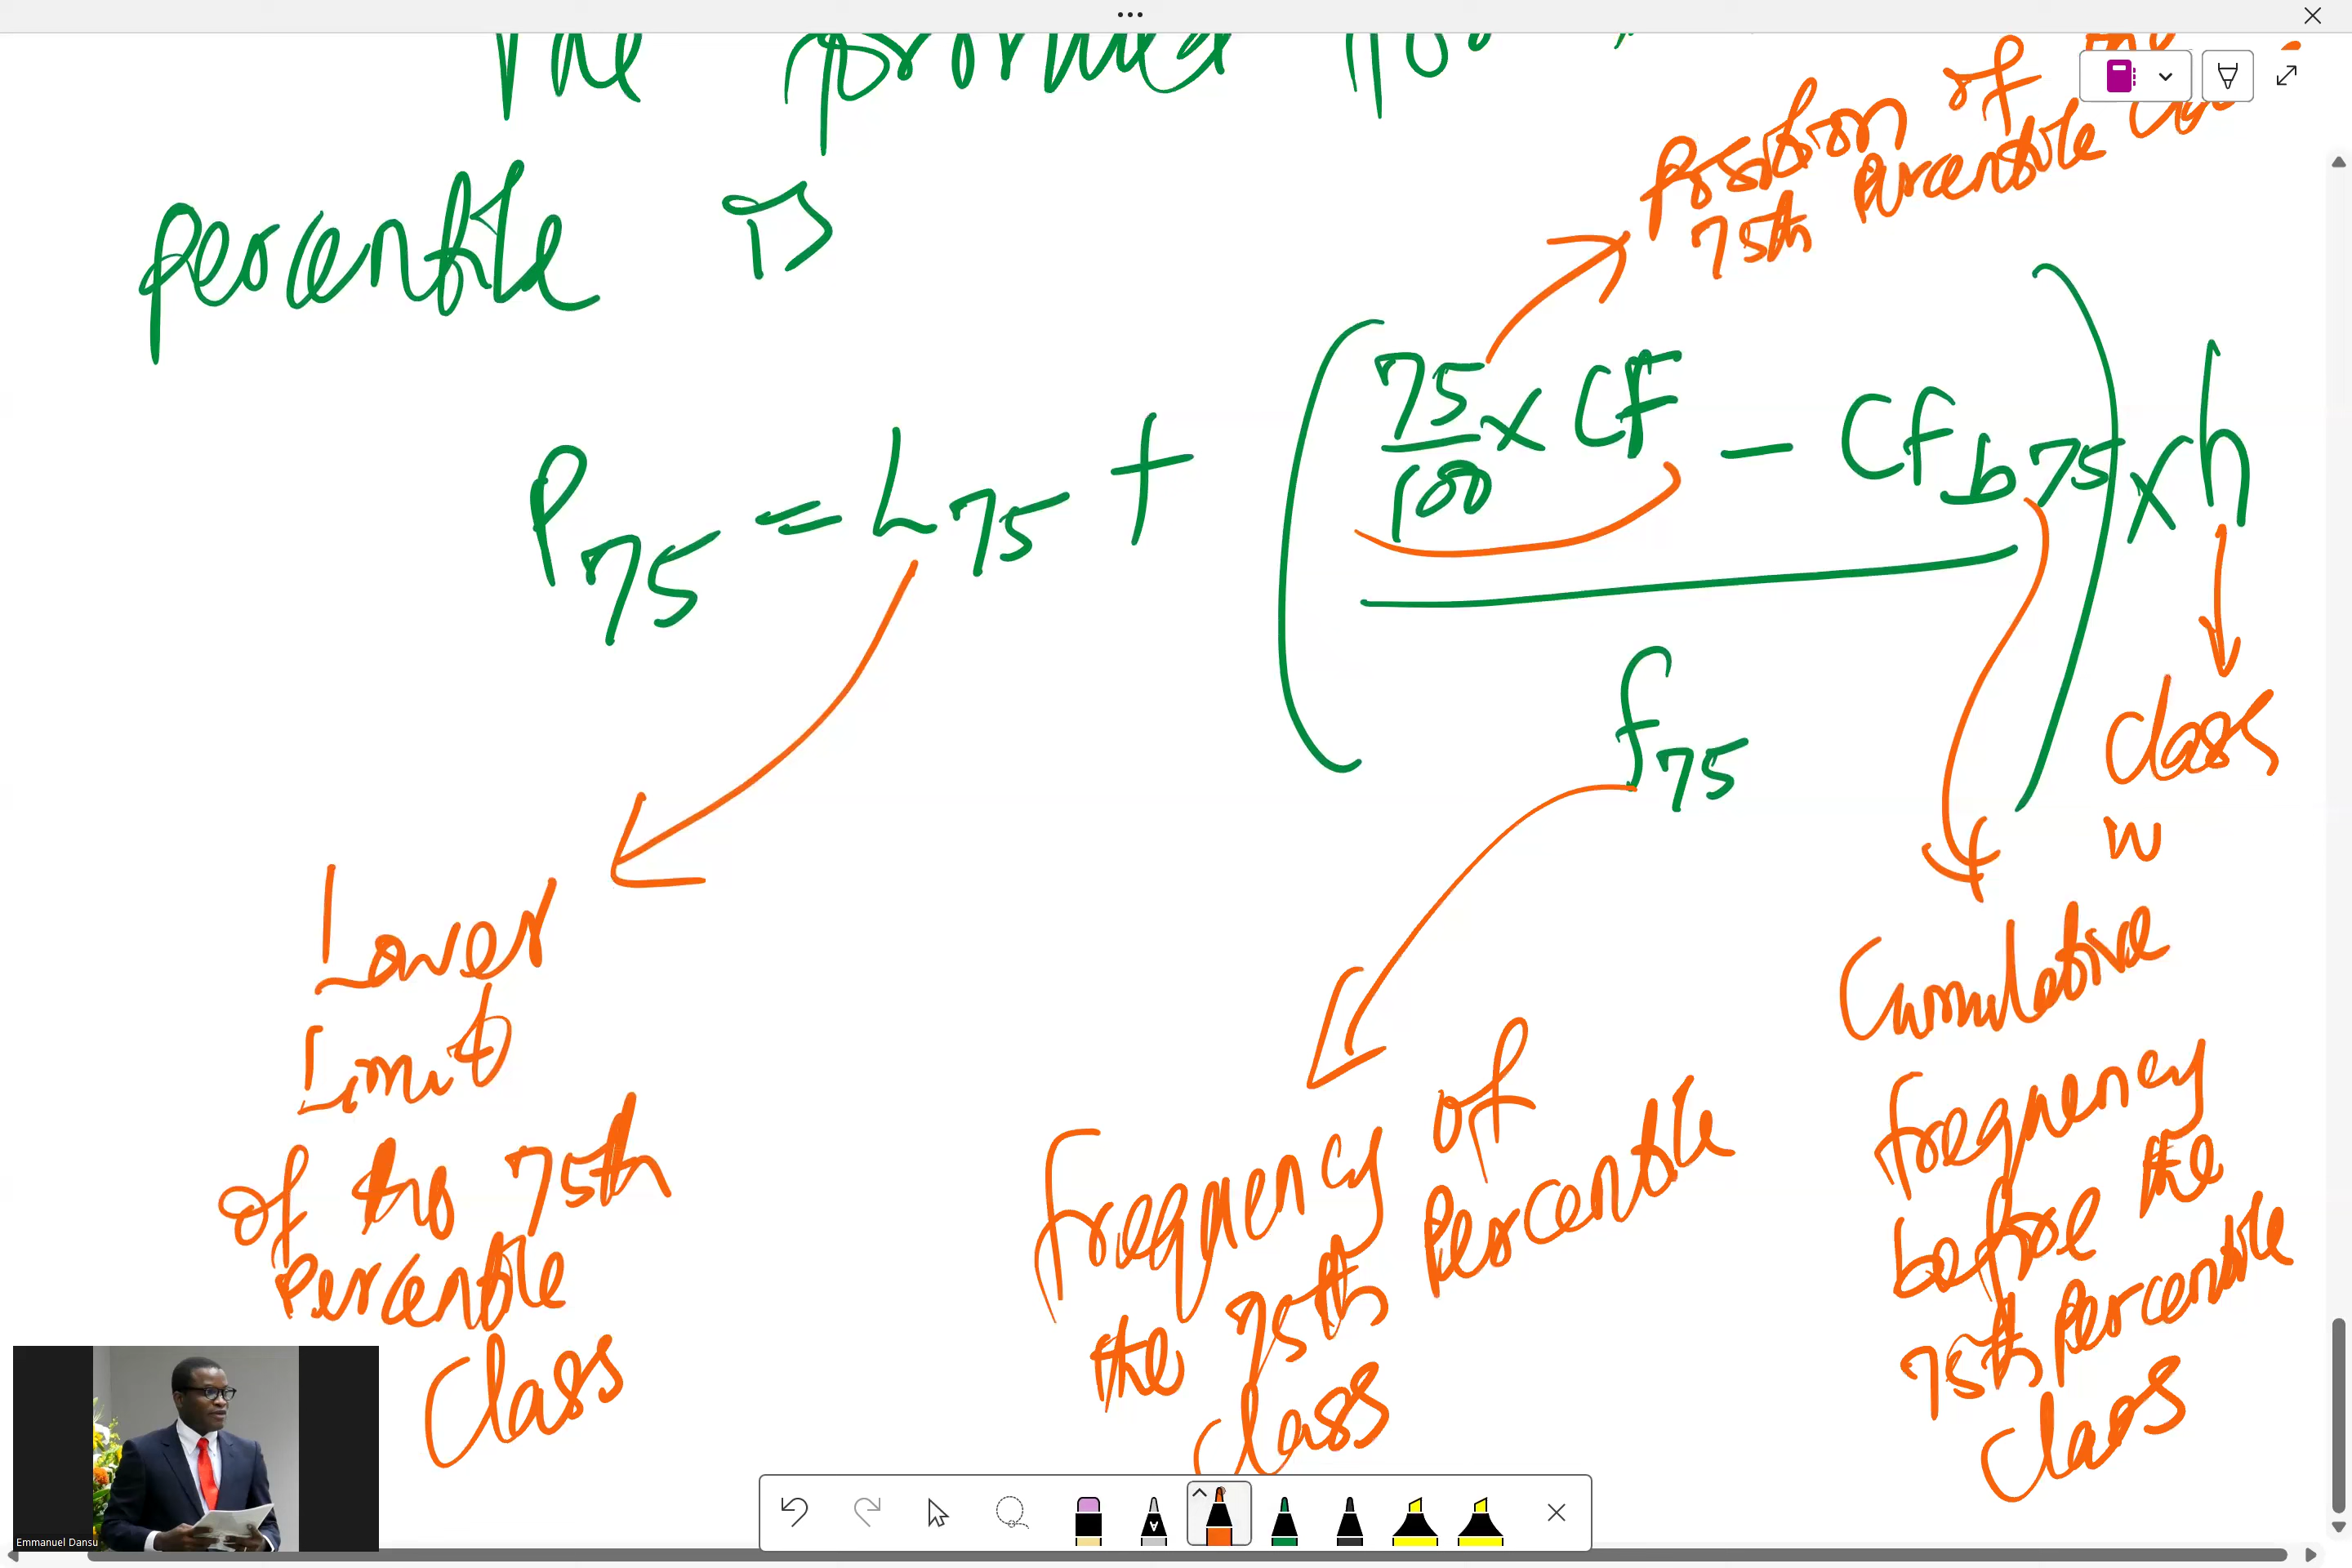 The formula for
percentile is
Position of the
75th percentile class
P75 = L75 + ( (75/100 × CF − Cfb75) / f75 ) × h
class
w
Lower
Limit
of the 75th
Percentile
Class
frequency of
the 75th Percentile
class
Cumulative
frequency
before the
75th Percentile
Class
Emmanuel Dansu